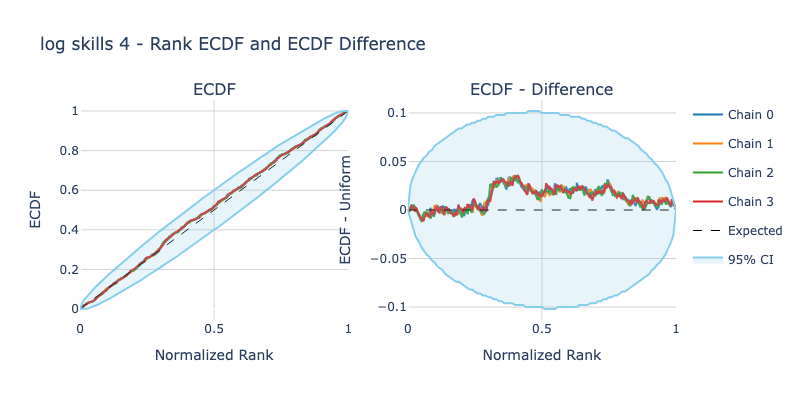 log skills 4 - Rank ECDF and ECDF Difference
ECDF
ECDF - Difference
ECDF
1
0.8
0.6
0.4
0.2
0
0
0.5
1
Normalized Rank
ECDF - Uniform
0.1
0.05
0
−0.05
−0.1
0
0.5
1
Normalized Rank
Chain 0
Chain 1
Chain 2
Chain 3
Expected
95% CI